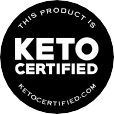 THIS PRODUCT IS
KETO
CERTIFIED
KETOCERTIFIED.COM